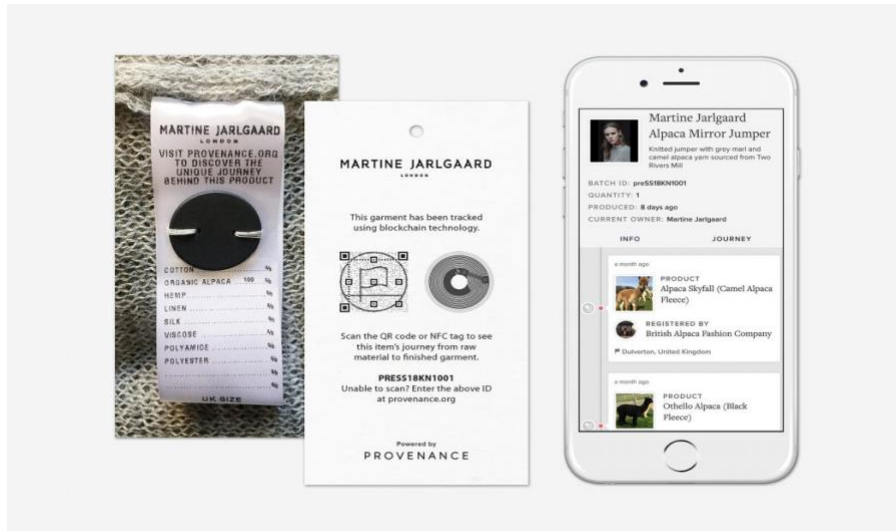 MARTINE JARLGAARD
LONDON
VISIT PROVENANCE.ORG
TO DISCOVER THE
UNIQUE JOURNEY
BEHIND THIS PRODUCT
COTTON %
ORGANIC ALPACA 100 %
HEMP %
LINEN %
SILK %
VISCOSE %
POLYAMIDE %
POLYESTER %
%
%
UK SIZE
MARTINE JARLGAARD
LONDON
This garment has been tracked
using blockchain technology.
Scan the QR code or NFC tag to see
this item's journey from raw
material to finished garment.
PRESS18KN1001
Unable to scan? Enter the above ID
at provenance.org
Powered by
PROVENANCE
Martine Jarlgaard
Alpaca Mirror Jumper
Knitted jumper with grey marl and
camel alpaca yarn sourced from Two
Rivers Mill
BATCH ID: preSS18KN1001
QUANTITY: 1
PRODUCED: 8 days ago
CURRENT OWNER: Martine Jarlgaard
INFO JOURNEY
a month ago
PRODUCT
Alpaca Skyfall (Camel Alpaca
Fleece)
REGISTERED BY
British Alpaca Fashion Company
Dulverton, United Kingdom
a month ago
PRODUCT
Othello Alpaca (Black
Fleece)